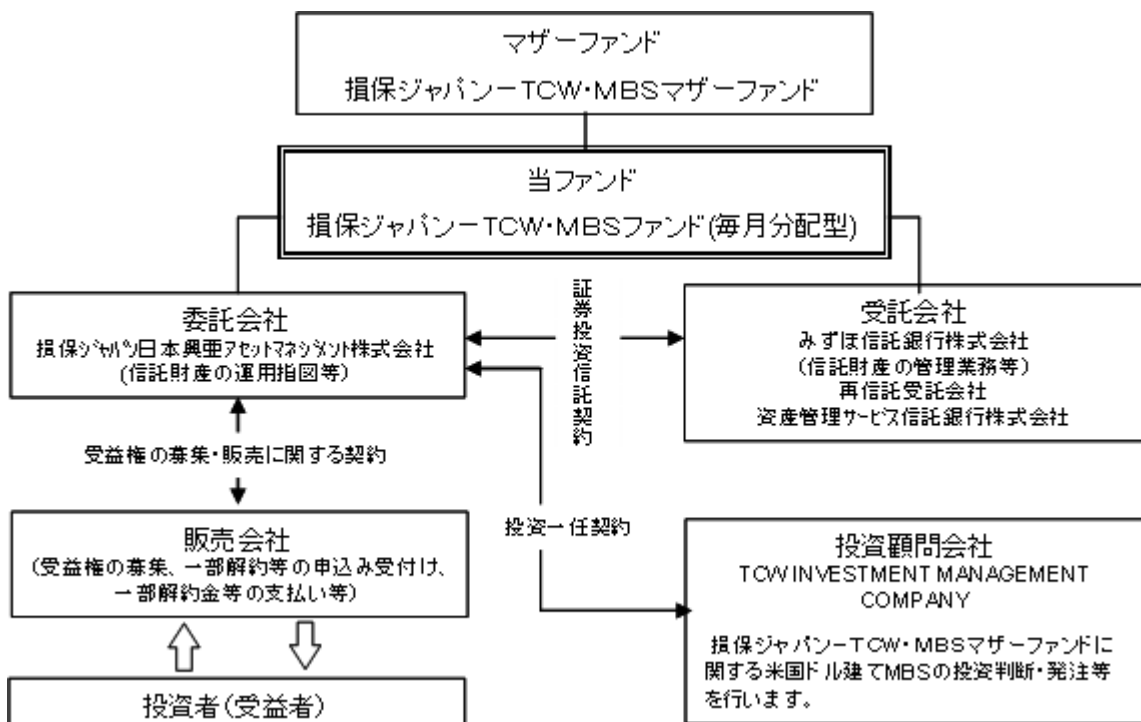 マザーファンド
損保ジャパン－TCW・MBSマザーファンド
当ファンド
損保ジャパン－TCW・MBSファンド(毎月分配型)
委託会社
損保ジャパン日本興亜アセットマネジメント株式会社
(信託財産の運用指図等)
証券投資信託契約
受託会社
みずほ信託銀行株式会社
(信託財産の管理業務等)
再信託受託会社
資産管理サービス信託銀行株式会社
受益権の募集・販売に関する契約
投資一任契約
販売会社
(受益権の募集、一部解約等の申込み受付け、
一部解約金等の支払い等)
投資顧問会社
TCW INVESTMENT MANAGEMENT
COMPANY
損保ジャパン－TCW・MBSマザーファンドに
関する米国ドル建てMBSの投資判断・発注等
を行います。
投資者(受益者)